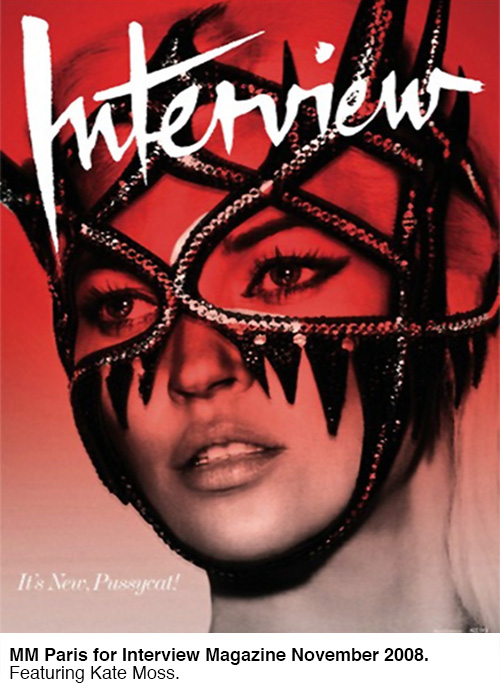 Interview
It's New, Pussycat!
MM Paris for Interview Magazine November 2008.
Featuring Kate Moss.